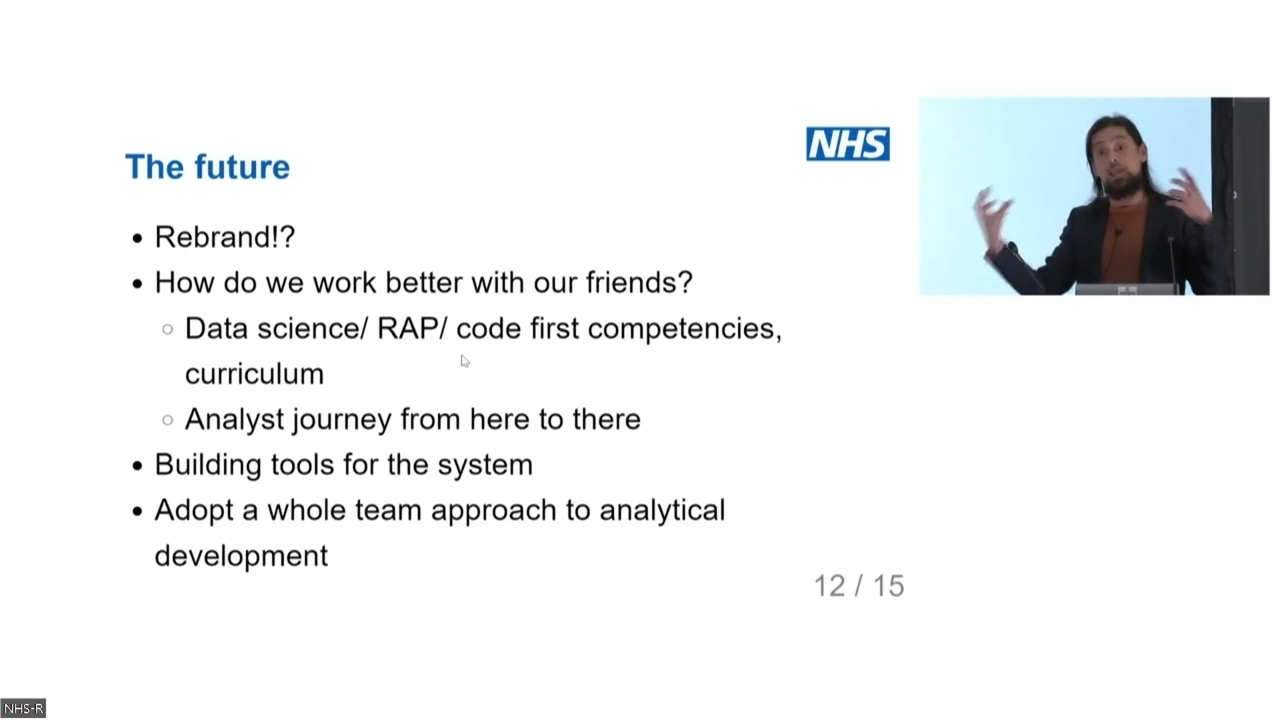 NHS
The future
• Rebrand!?
• How do we work better with our friends?
○ Data science/ RAP/ code first competencies,
curriculum
○ Analyst journey from here to there
• Building tools for the system
• Adopt a whole team approach to analytical
development
12 / 15
NHS-R